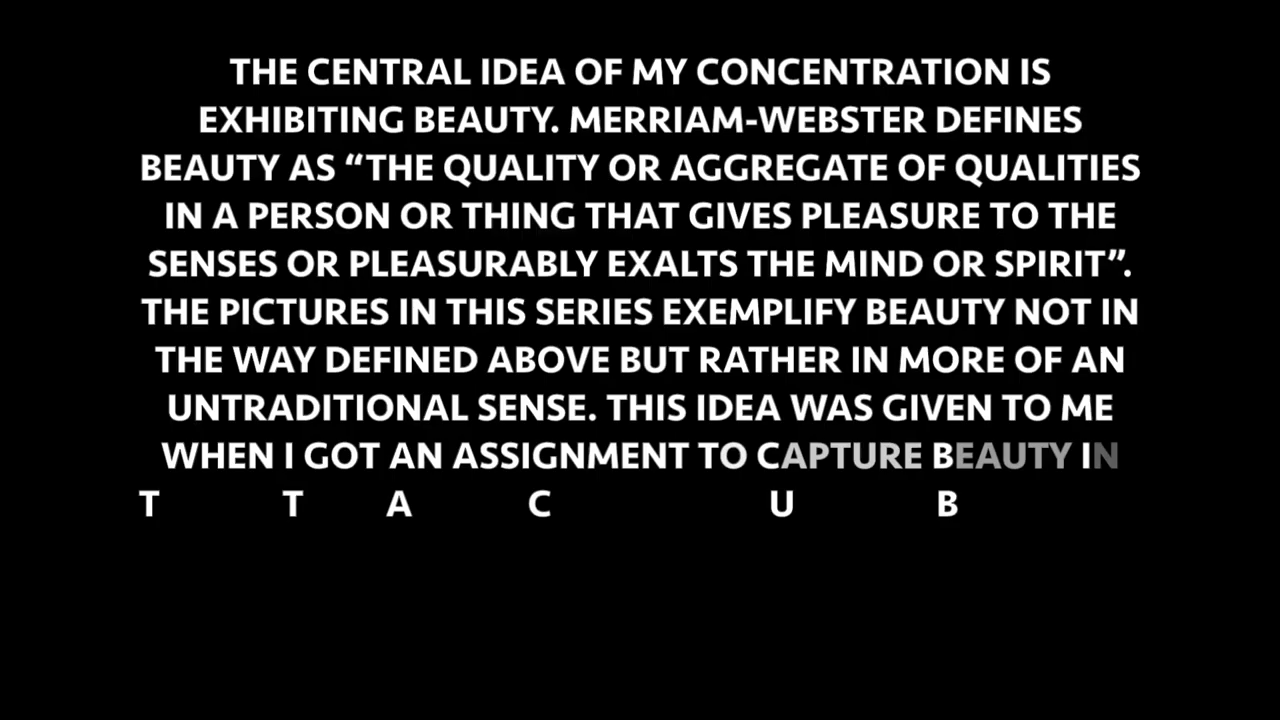 THE CENTRAL IDEA OF MY CONCENTRATION IS
EXHIBITING BEAUTY. MERRIAM-WEBSTER DEFINES
BEAUTY AS “THE QUALITY OR AGGREGATE OF QUALITIES
IN A PERSON OR THING THAT GIVES PLEASURE TO THE
SENSES OR PLEASURABLY EXALTS THE MIND OR SPIRIT”.
THE PICTURES IN THIS SERIES EXEMPLIFY BEAUTY NOT IN
THE WAY DEFINED ABOVE BUT RATHER IN MORE OF AN
UNTRADITIONAL SENSE. THIS IDEA WAS GIVEN TO ME
WHEN I GOT AN ASSIGNMENT TO CAPTURE BEAUTY IN
T T A C U B